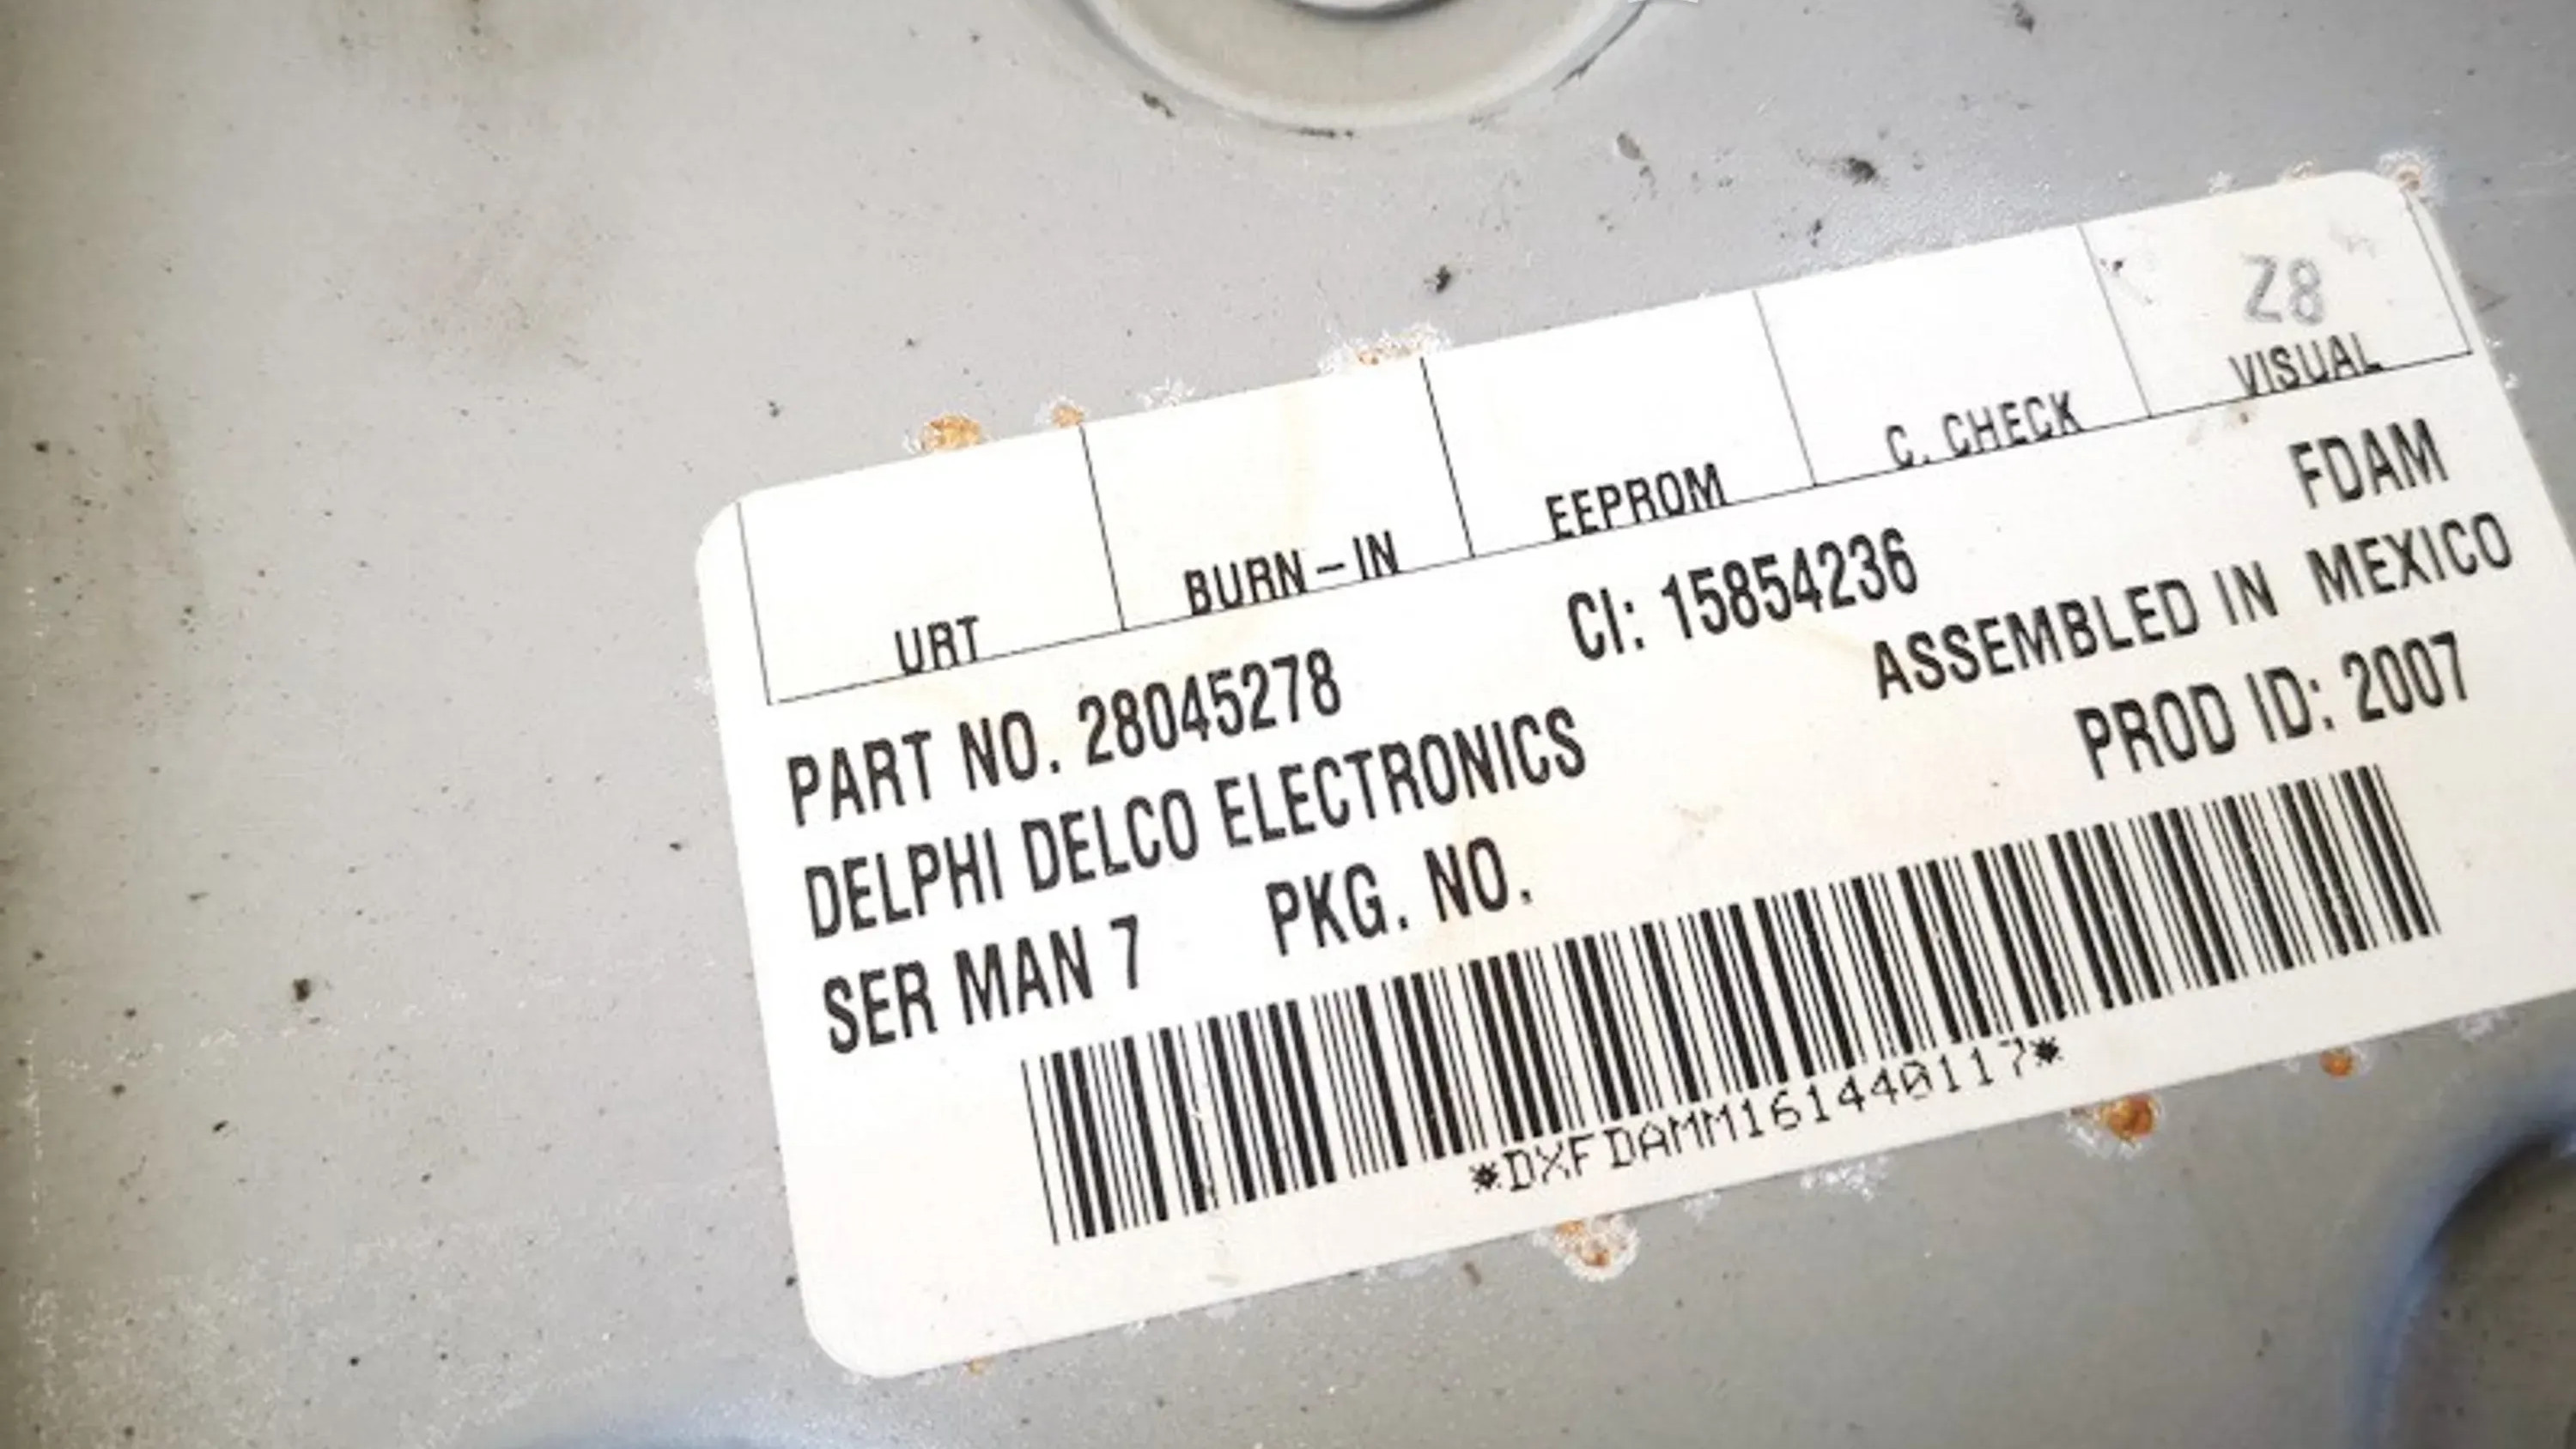 Z8
URT BURN-IN EEPROM C. CHECK VISUAL
PART NO. 28045278 CI: 15854236 FDAM
DELPHI DELCO ELECTRONICS ASSEMBLED IN MEXICO
SER MAN 7 PKG. NO. PROD ID: 2007
*DXFDAMM161440117*